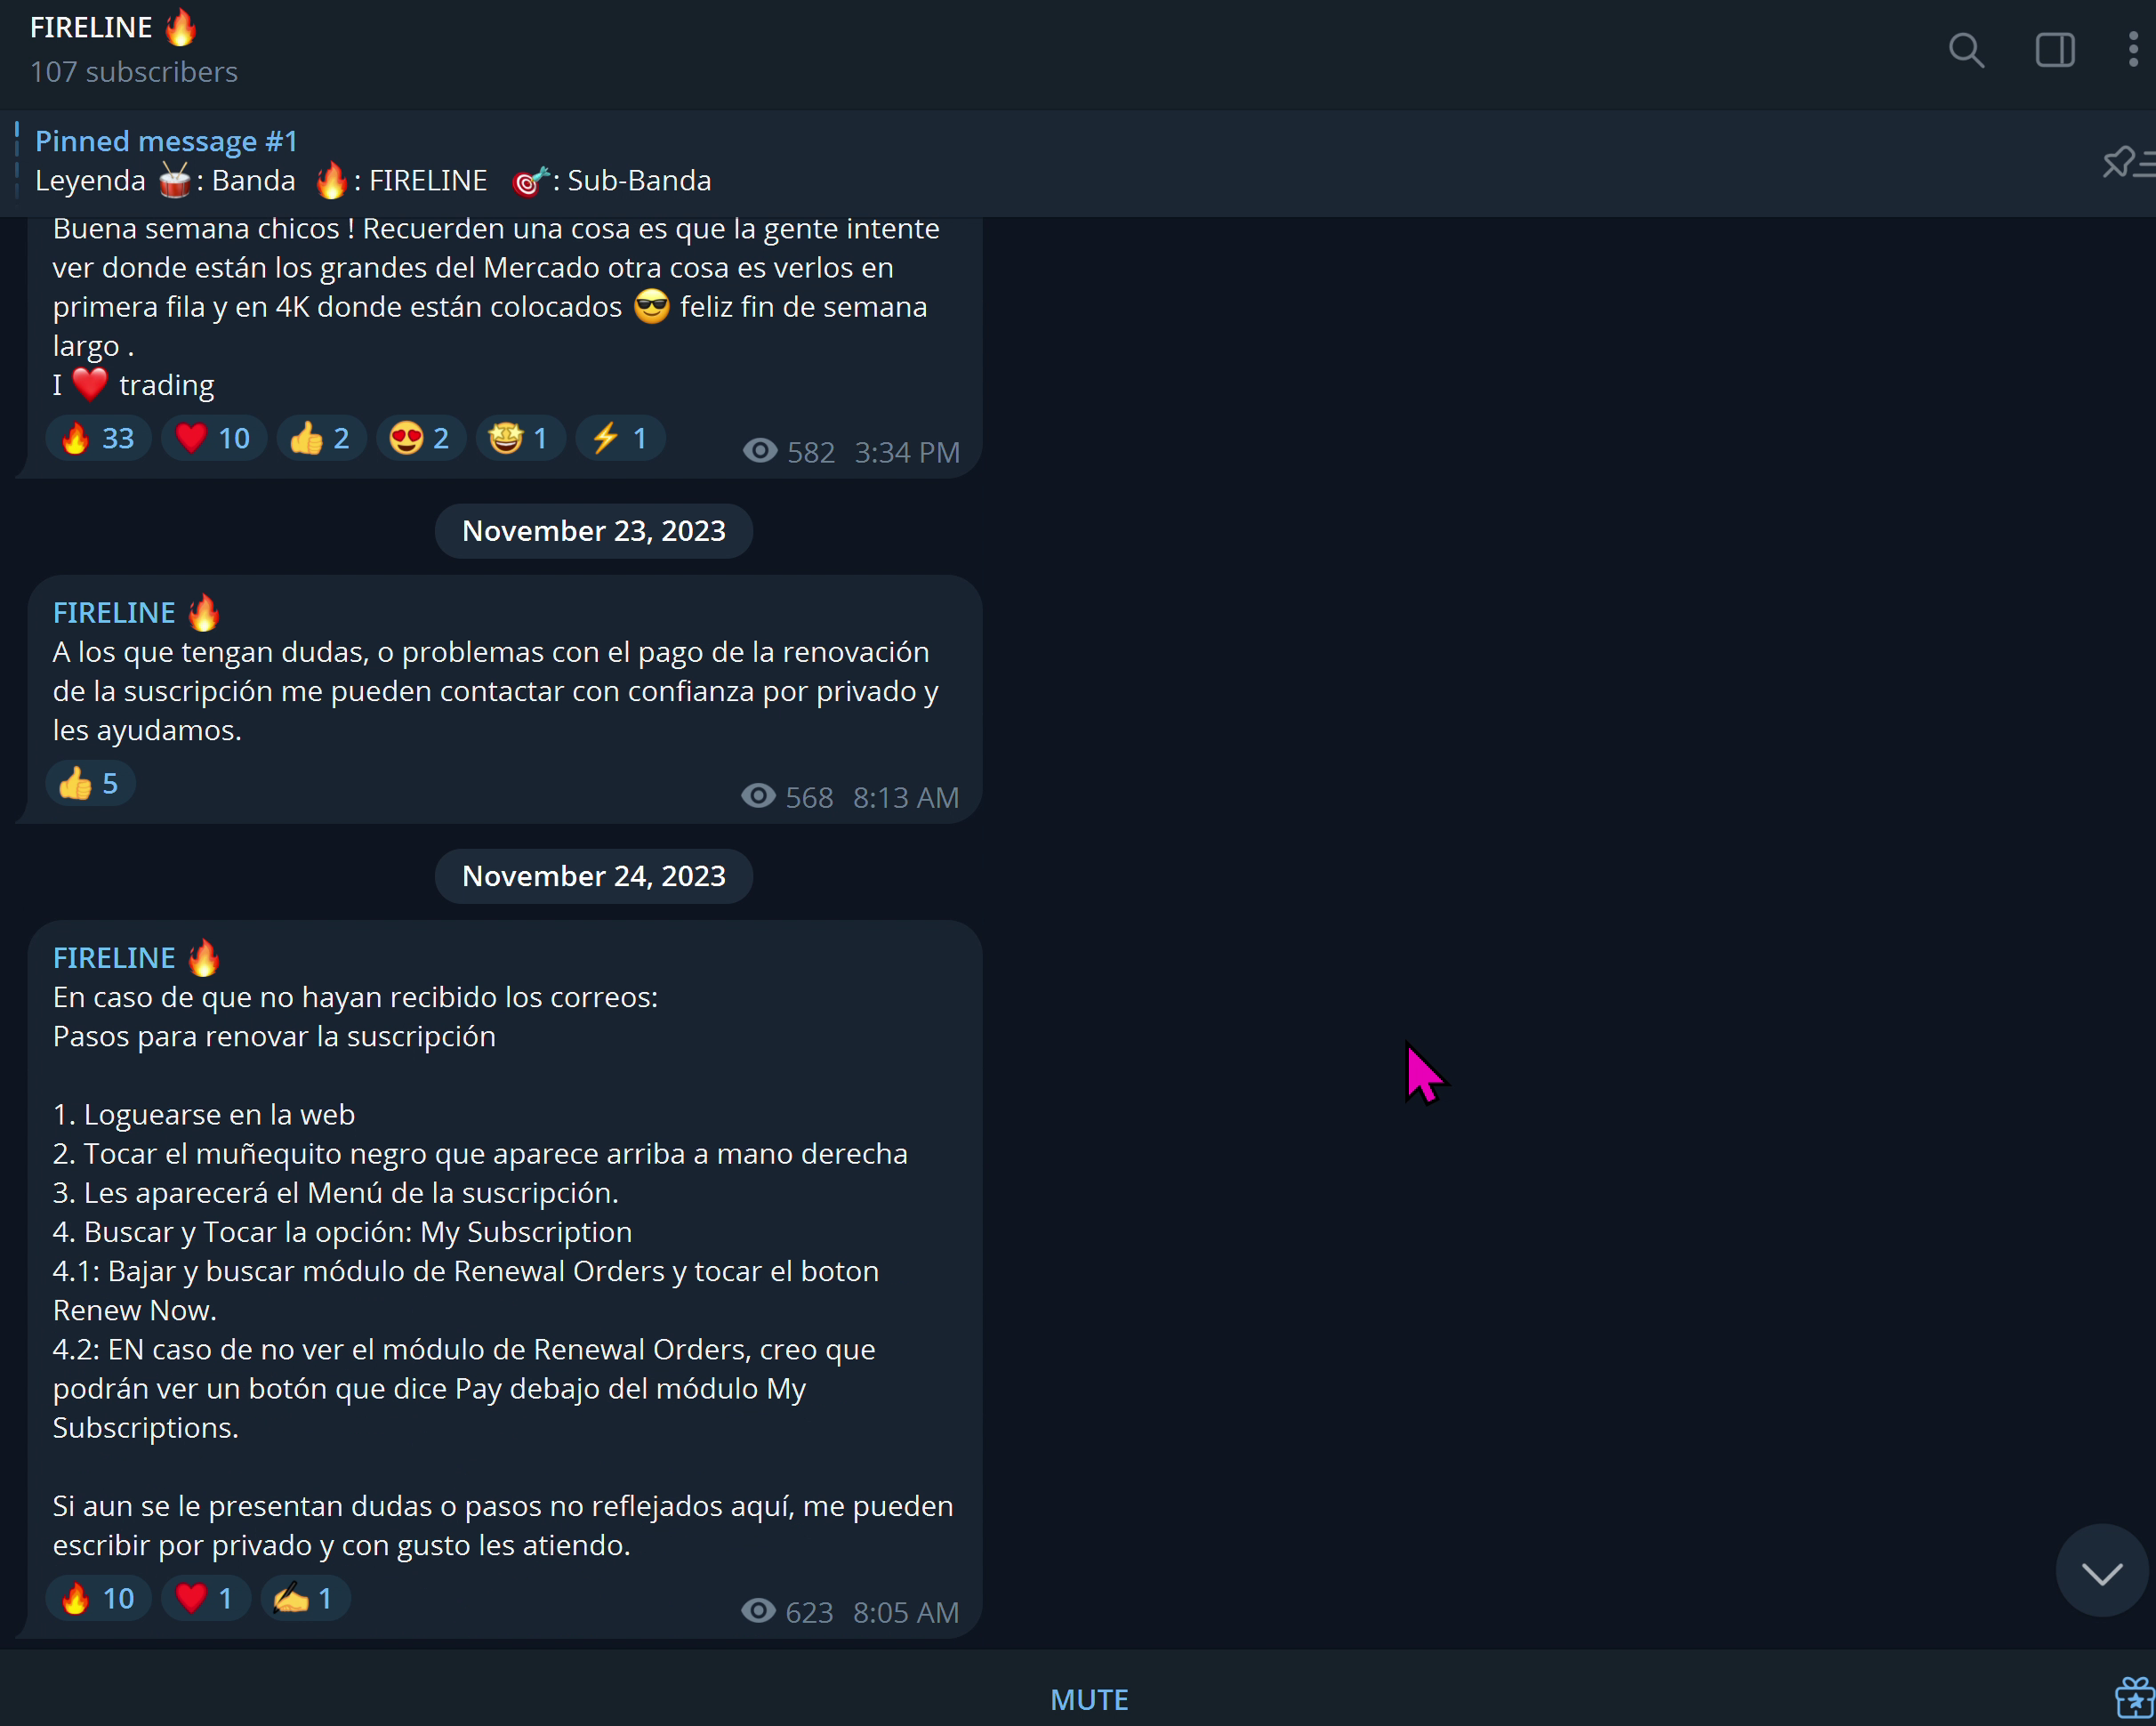 FIRELINE 🔥
107 subscribers
Pinned message #1
Leyenda 🥁: Banda 🔥: FIRELINE 🎯: Sub-Banda
Buena semana chicos ! Recuerden una cosa es que la gente intente
ver donde están los grandes del Mercado otra cosa es verlos en
primera fila y en 4K donde están colocados 😎 feliz fin de semana
largo .
I ❤️ trading
🔥 33 ❤️ 10 👍 2 😍 2 🤩 1 ⚡ 1 582 3:34 PM
November 23, 2023
FIRELINE 🔥
A los que tengan dudas, o problemas con el pago de la renovación
de la suscripción me pueden contactar con confianza por privado y
les ayudamos.
👍 5 568 8:13 AM
November 24, 2023
FIRELINE 🔥
En caso de que no hayan recibido los correos:
Pasos para renovar la suscripción
1. Loguearse en la web
2. Tocar el muñequito negro que aparece arriba a mano derecha
3. Les aparecerá el Menú de la suscripción.
4. Buscar y Tocar la opción: My Subscription
4.1: Bajar y buscar módulo de Renewal Orders y tocar el boton
Renew Now.
4.2: EN caso de no ver el módulo de Renewal Orders, creo que
podrán ver un botón que dice Pay debajo del módulo My
Subscriptions.
Si aun se le presentan dudas o pasos no reflejados aquí, me pueden
escribir por privado y con gusto les atiendo.
🔥 10 ❤️ 1 ✍️ 1 623 8:05 AM
MUTE